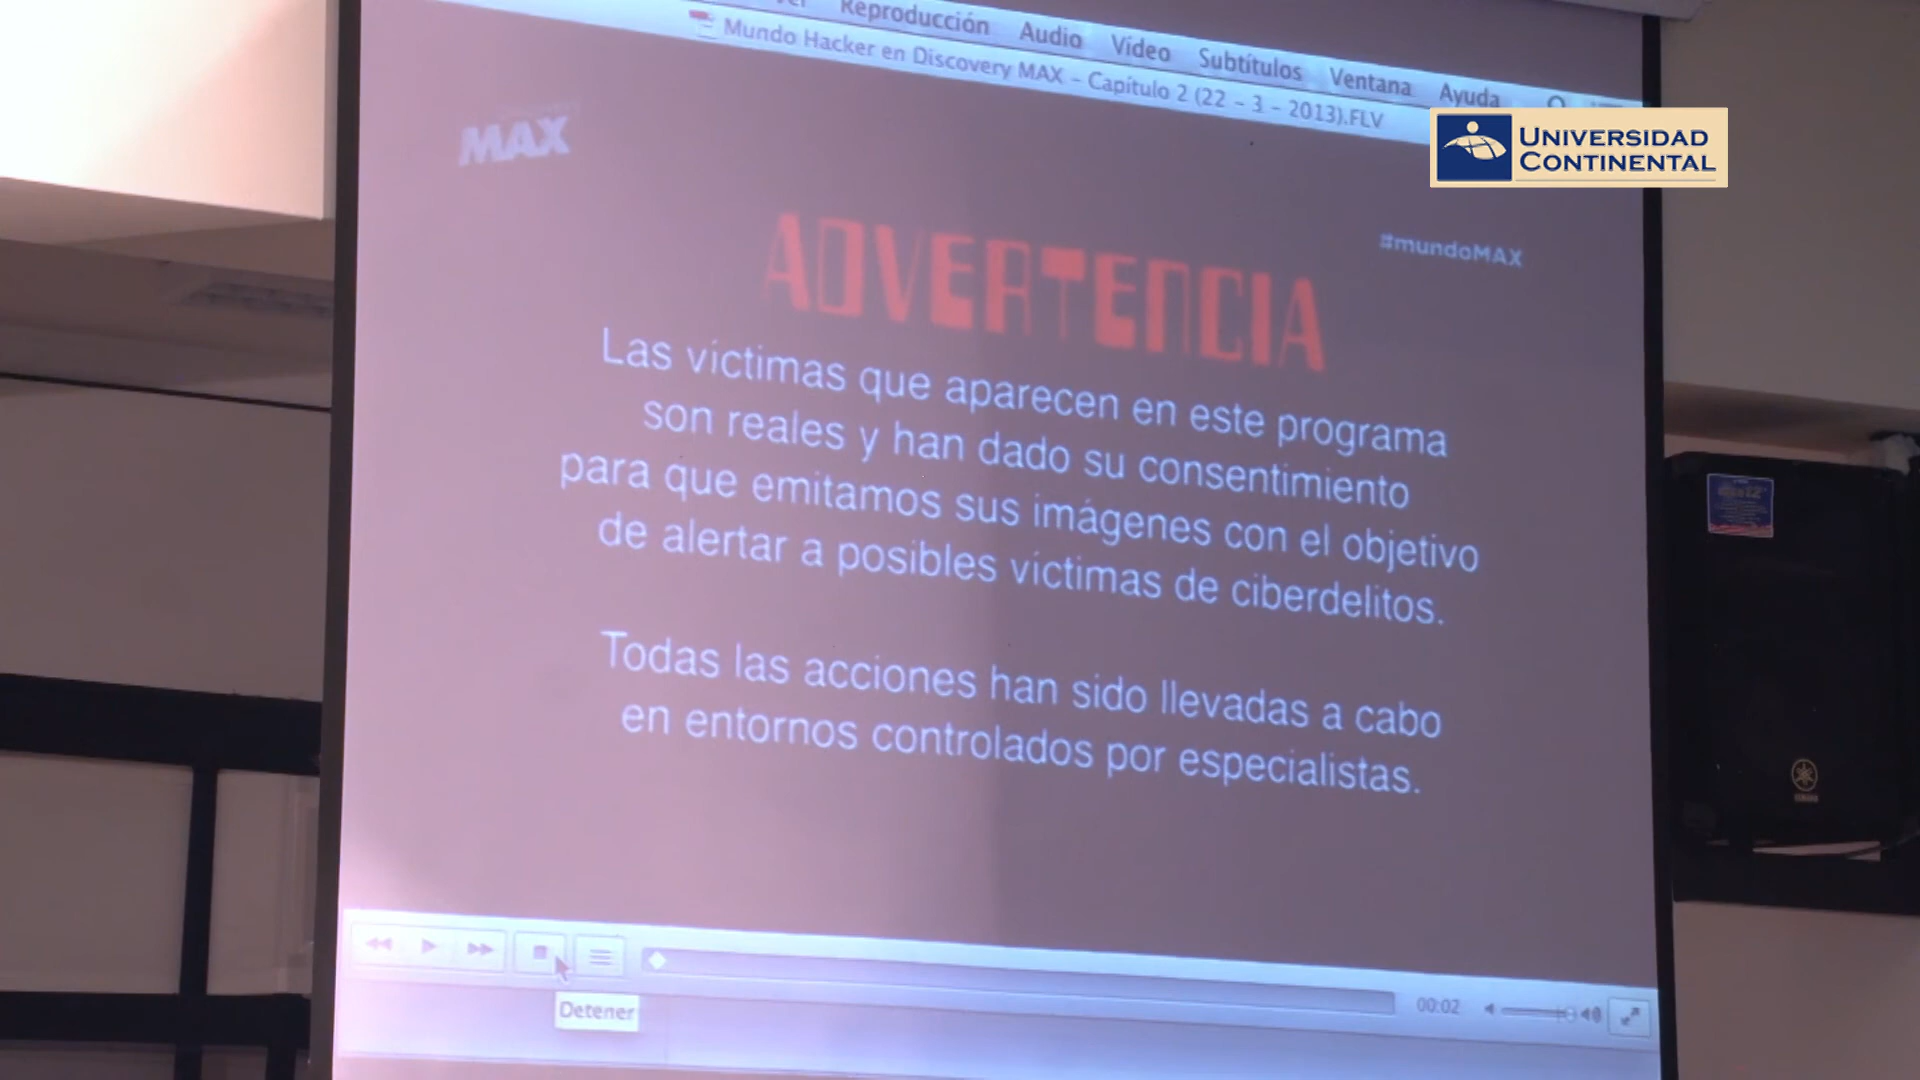 Reproducción Audio Vídeo Subtítulos Ventana Ayuda
Mundo Hacker en Discovery MAX - Capítulo 2 (22 - 3 - 2013).FLV
UNIVERSIDAD
CONTINENTAL
MAX
#mundoMAX
ADVERTENCIA
Las víctimas que aparecen en este programa
son reales y han dado su consentimiento
para que emitamos sus imágenes con el objetivo
de alertar a posibles víctimas de ciberdelitos.
Todas las acciones han sido llevadas a cabo
en entornos controlados por especialistas.
00:02
Detener
YAMAHA